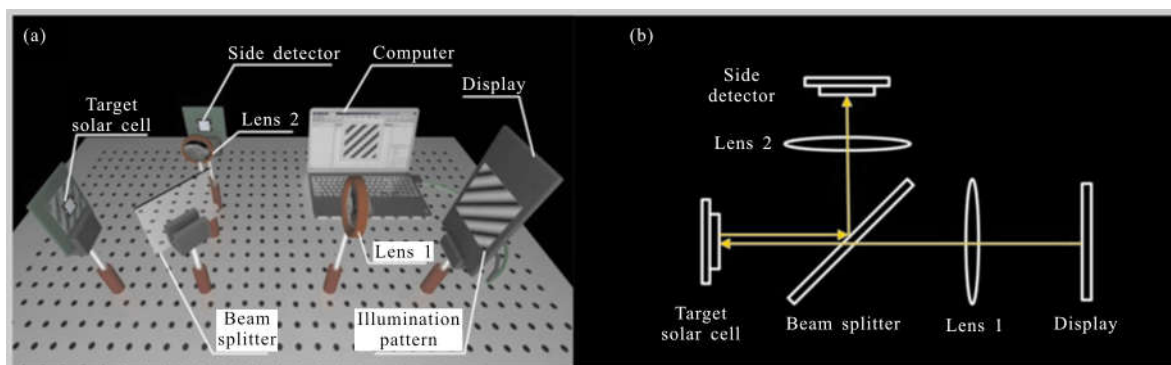 (a)
Side detector
Computer
Display
Target
solar cell
Lens 2
Lens 1
Beam
splitter
Illumination
pattern
(b)
Side
detector
Lens 2
Target
solar cell
Beam splitter
Lens 1
Display